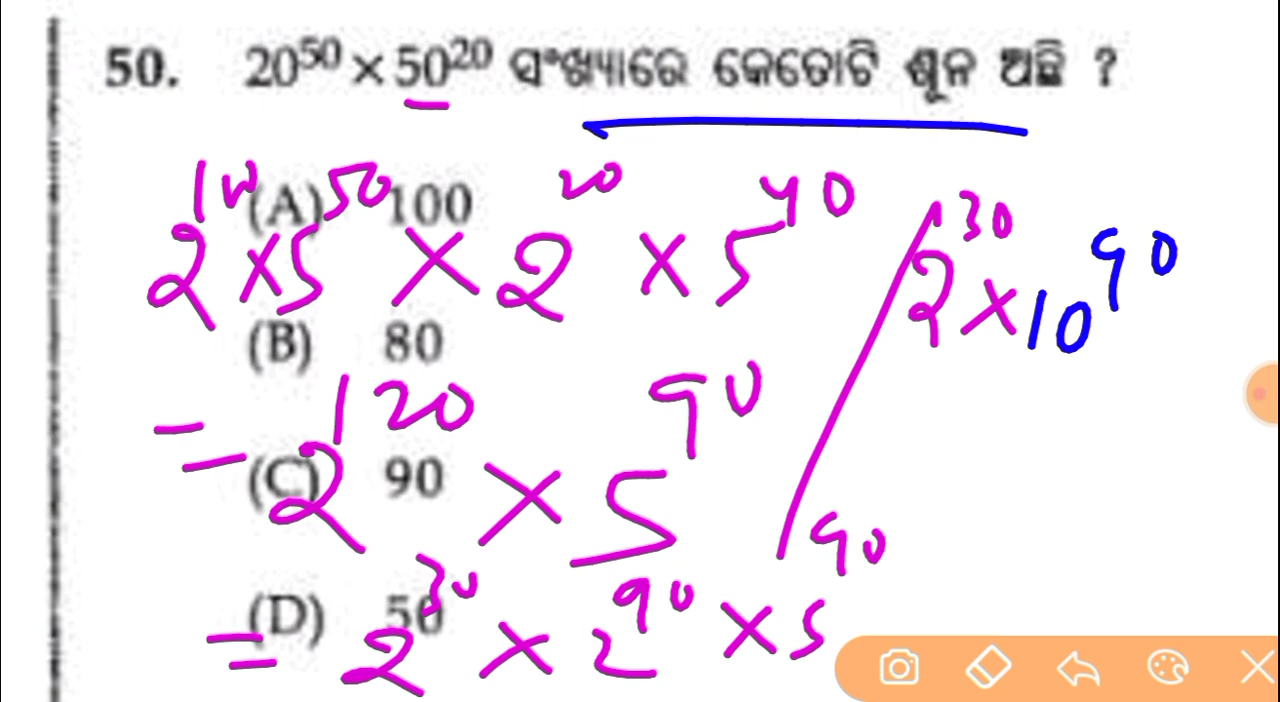 50. 20⁵⁰ × 50²⁰ ସଂଖ୍ୟାରେ କେତୋଟି ଶୂନ ଅଛି ?
(A) 100
2¹⁰⁰ × 5⁵⁰ × 2²⁰ × 5⁴⁰
(B) 80
= 2¹²⁰ × 5⁹⁰
(C) 90
(D) 50
= 2³⁰ × 2⁹⁰ × 5⁹⁰
2³⁰ × 10⁹⁰